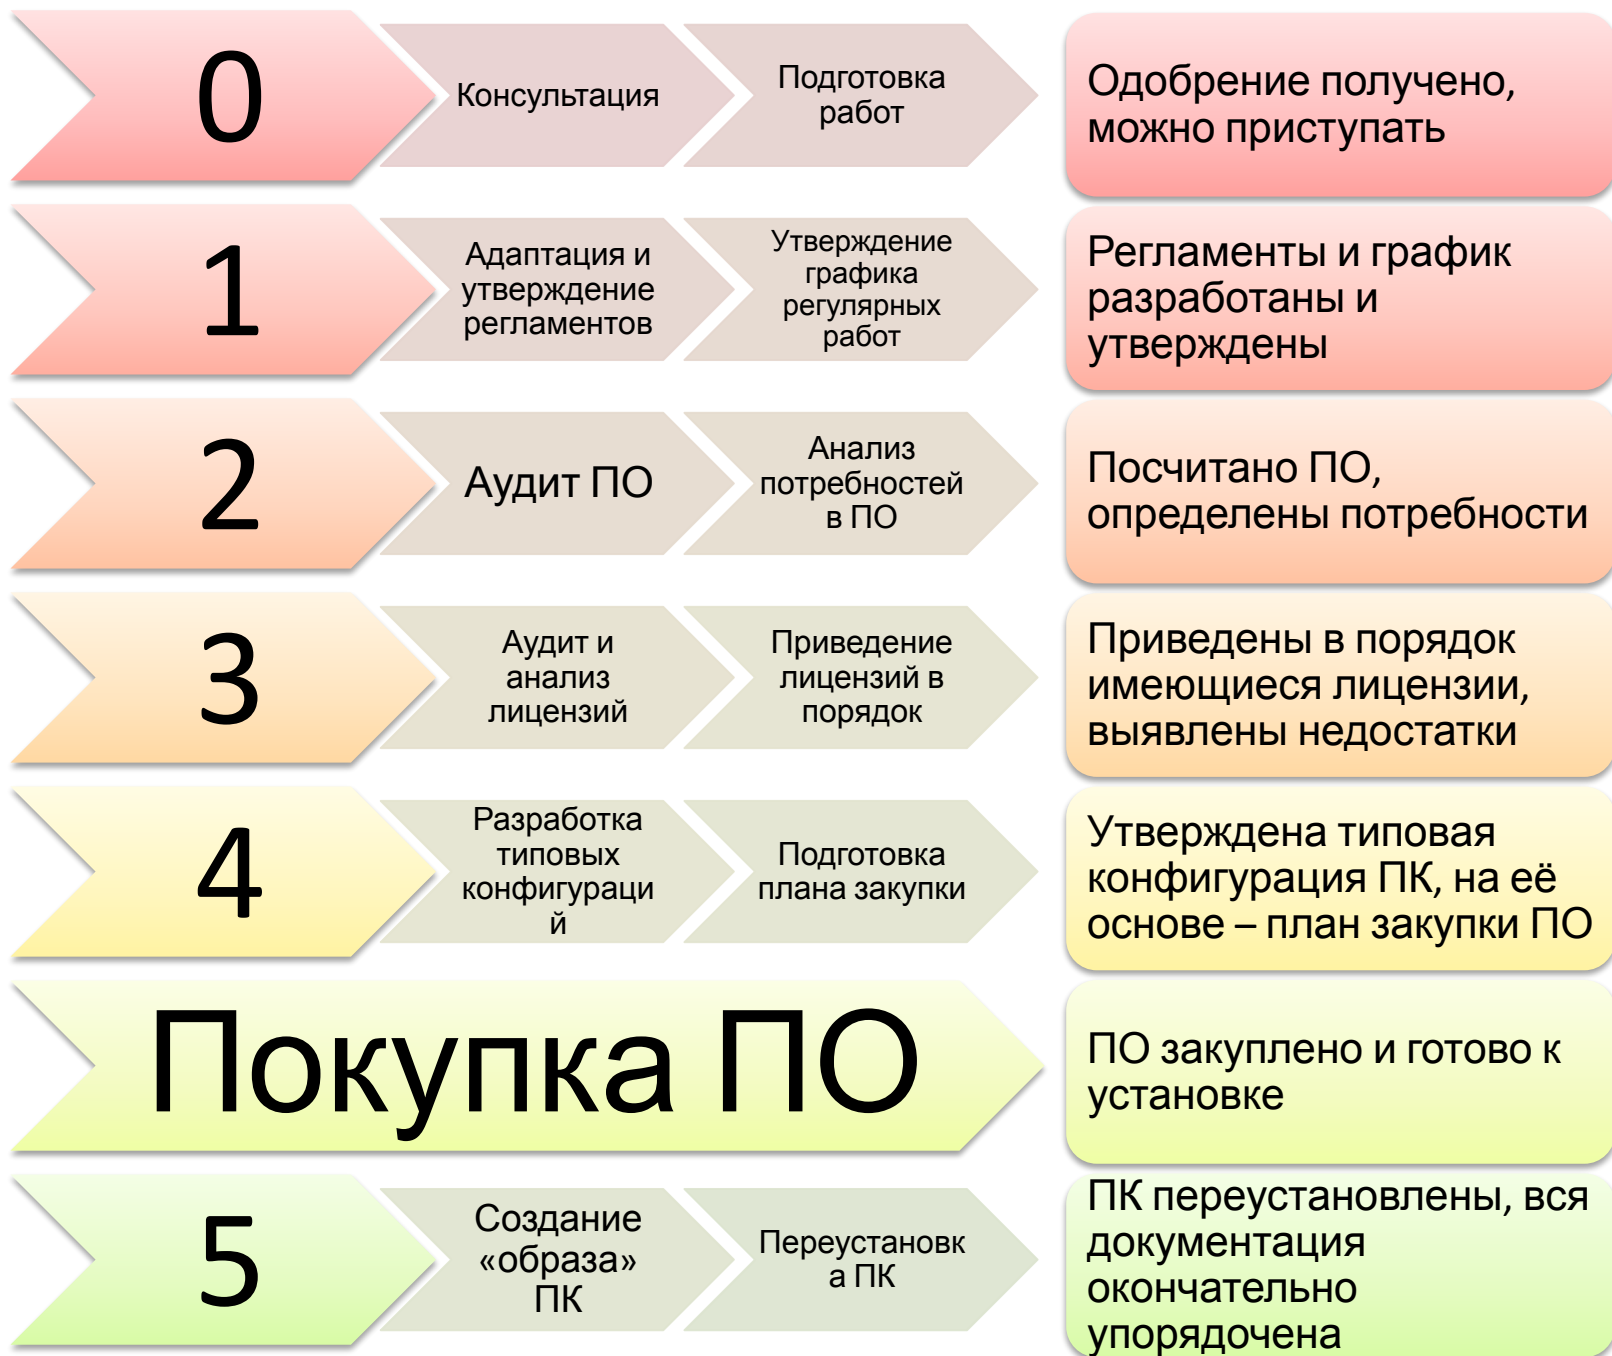 0
Консультация
Подготовка
работ
Одобрение получено,
можно приступать
1
Адаптация и
утверждение
регламентов
Утверждение
графика
регулярных
работ
Регламенты и график
разработаны и
утверждены
2
Аудит ПО
Анализ
потребностей
в ПО
Посчитано ПО,
определены потребности
3
Аудит и
анализ
лицензий
Приведение
лицензий в
порядок
Приведены в порядок
имеющиеся лицензии,
выявлены недостатки
4
Разработка
типовых
конфигураци
й
Подготовка
плана закупки
Утверждена типовая
конфигурация ПК, на её
основе – план закупки ПО
Покупка ПО
ПО закуплено и готово к
установке
5
Создание
«образа»
ПК
Переустановк
а ПК
ПК переустановлены, вся
документация
окончательно
упорядочена